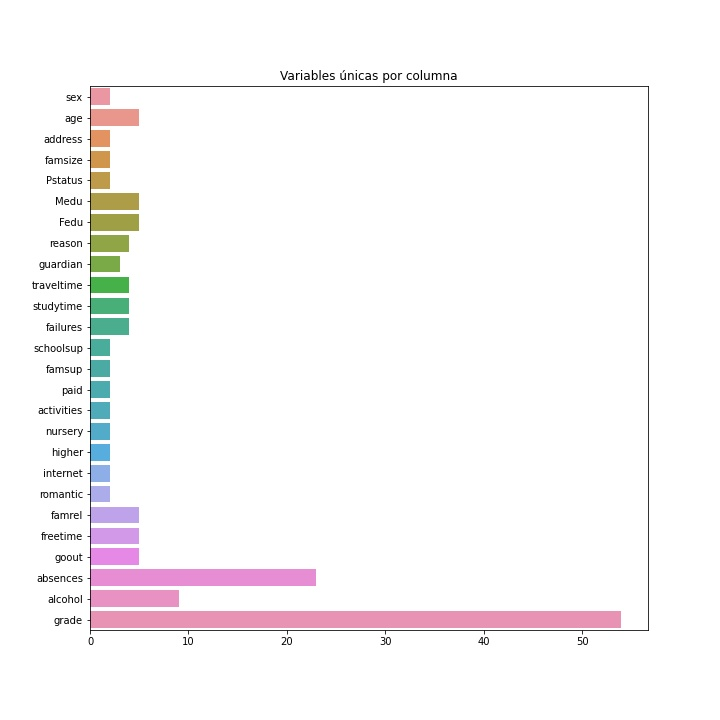 Variables únicas por columna
sex
age
address
famsize
Pstatus
Medu
Fedu
reason
guardian
traveltime
studytime
failures
schoolsup
famsup
paid
activities
nursery
higher
internet
romantic
famrel
freetime
goout
absences
alcohol
grade
0 10 20 30 40 50